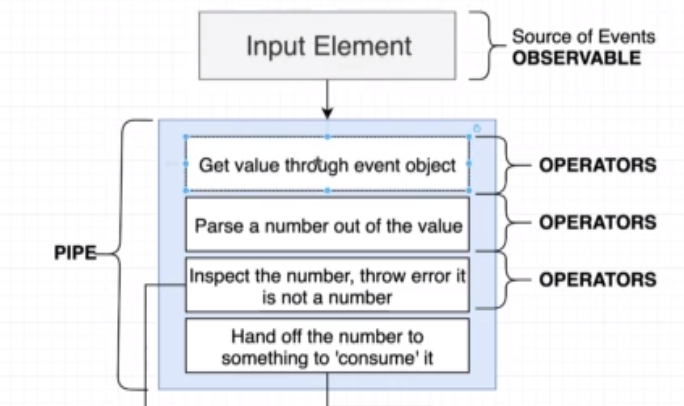 Input Element
Source of Events
OBSERVABLE
Get value through event object
OPERATORS
Parse a number out of the value
OPERATORS
PIPE
Inspect the number, throw error it
is not a number
OPERATORS
Hand off the number to
something to 'consume' it